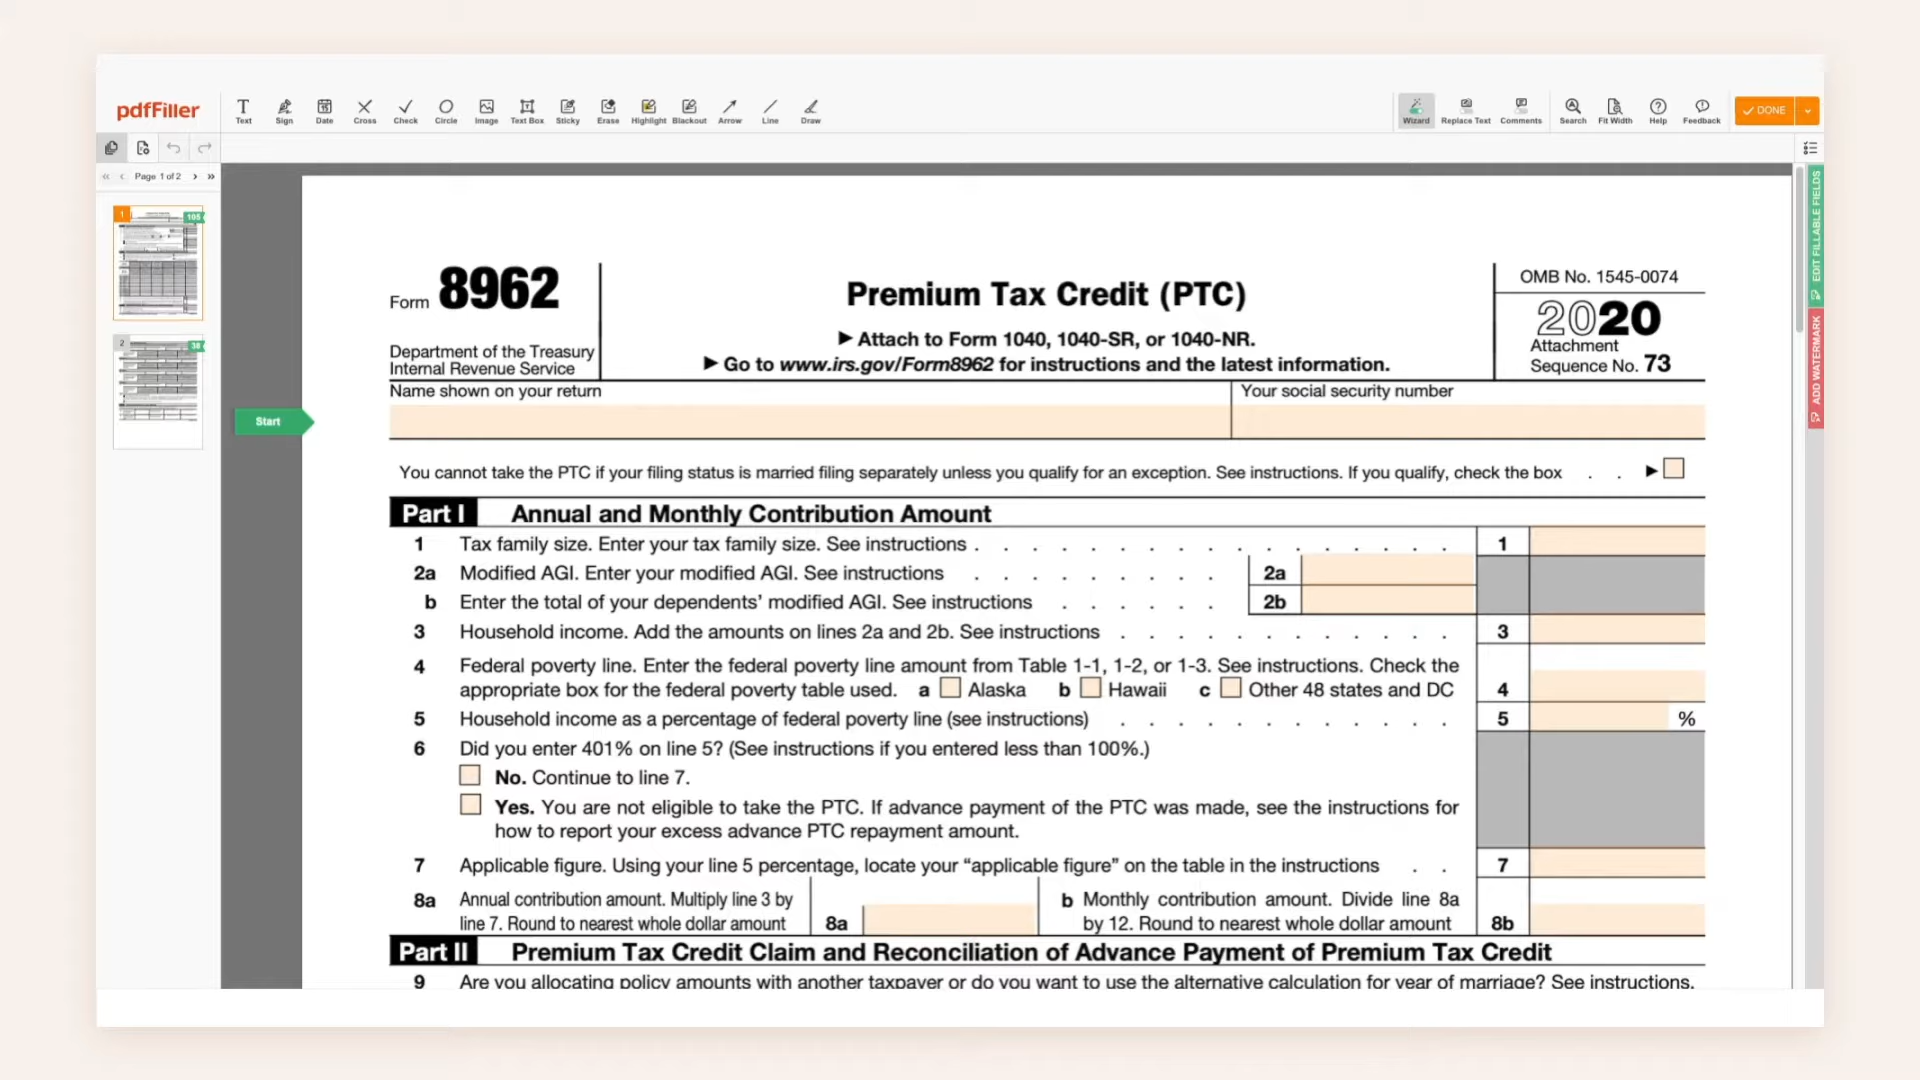 pdfFiller
Text Sign Date Cross Check Circle Image Text Box Sticky Erase Highlight Blackout Arrow Line Draw
Wizard Replace Text Comments Search Fit Width Help Feedback DONE
Page 1 of 2
1
105
2
38
Start
EDIT FILLABLE FIELDS
ADD WATERMARK
Form 8962
Department of the Treasury
Internal Revenue Service
Premium Tax Credit (PTC)
▶ Attach to Form 1040, 1040-SR, or 1040-NR.
▶ Go to www.irs.gov/Form8962 for instructions and the latest information.
OMB No. 1545-0074
2020
Attachment
Sequence No. 73
Name shown on your return
Your social security number
You cannot take the PTC if your filing status is married filing separately unless you qualify for an exception. See instructions. If you qualify, check the box . . ▶
Part I Annual and Monthly Contribution Amount
1 Tax family size. Enter your tax family size. See instructions . . . . . . . . . . . . . . . . . 1
2a Modified AGI. Enter your modified AGI. See instructions . . . . . . . . . 2a
b Enter the total of your dependents’ modified AGI. See instructions . . . . . . 2b
3 Household income. Add the amounts on lines 2a and 2b. See instructions . . . . . . . . . . . . 3
4 Federal poverty line. Enter the federal poverty line amount from Table 1-1, 1-2, or 1-3. See instructions. Check the
appropriate box for the federal poverty table used. a Alaska b Hawaii c Other 48 states and DC 4
5 Household income as a percentage of federal poverty line (see instructions) . . . . . . . . . . . . 5 %
6 Did you enter 401% on line 5? (See instructions if you entered less than 100%.)
No. Continue to line 7.
Yes. You are not eligible to take the PTC. If advance payment of the PTC was made, see the instructions for
how to report your excess advance PTC repayment amount.
7 Applicable figure. Using your line 5 percentage, locate your “applicable figure” on the table in the instructions . . 7
8a Annual contribution amount. Multiply line 3 by
line 7. Round to nearest whole dollar amount 8a
b Monthly contribution amount. Divide line 8a
by 12. Round to nearest whole dollar amount 8b
Part II Premium Tax Credit Claim and Reconciliation of Advance Payment of Premium Tax Credit
9 Are you allocating policy amounts with another taxpayer or do you want to use the alternative calculation for year of marriage? See instructions.